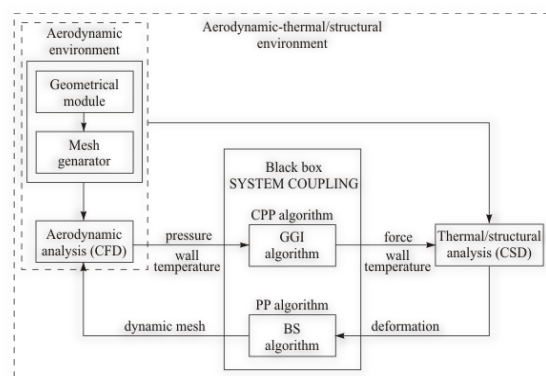 Aerodynamic
environment
Aerodynamic-thermal/structural
environment
Geometrical
module
Mesh
genarator
Black box
SYSTEM COUPLING
CPP algorithm
GGI
algorithm
Aerodynamic
analysis (CFD)
pressure
wall
temperature
force
wall
temperature
Thermal/structural
analysis (CSD)
PP algorithm
BS
algorithm
dynamic mesh
deformation